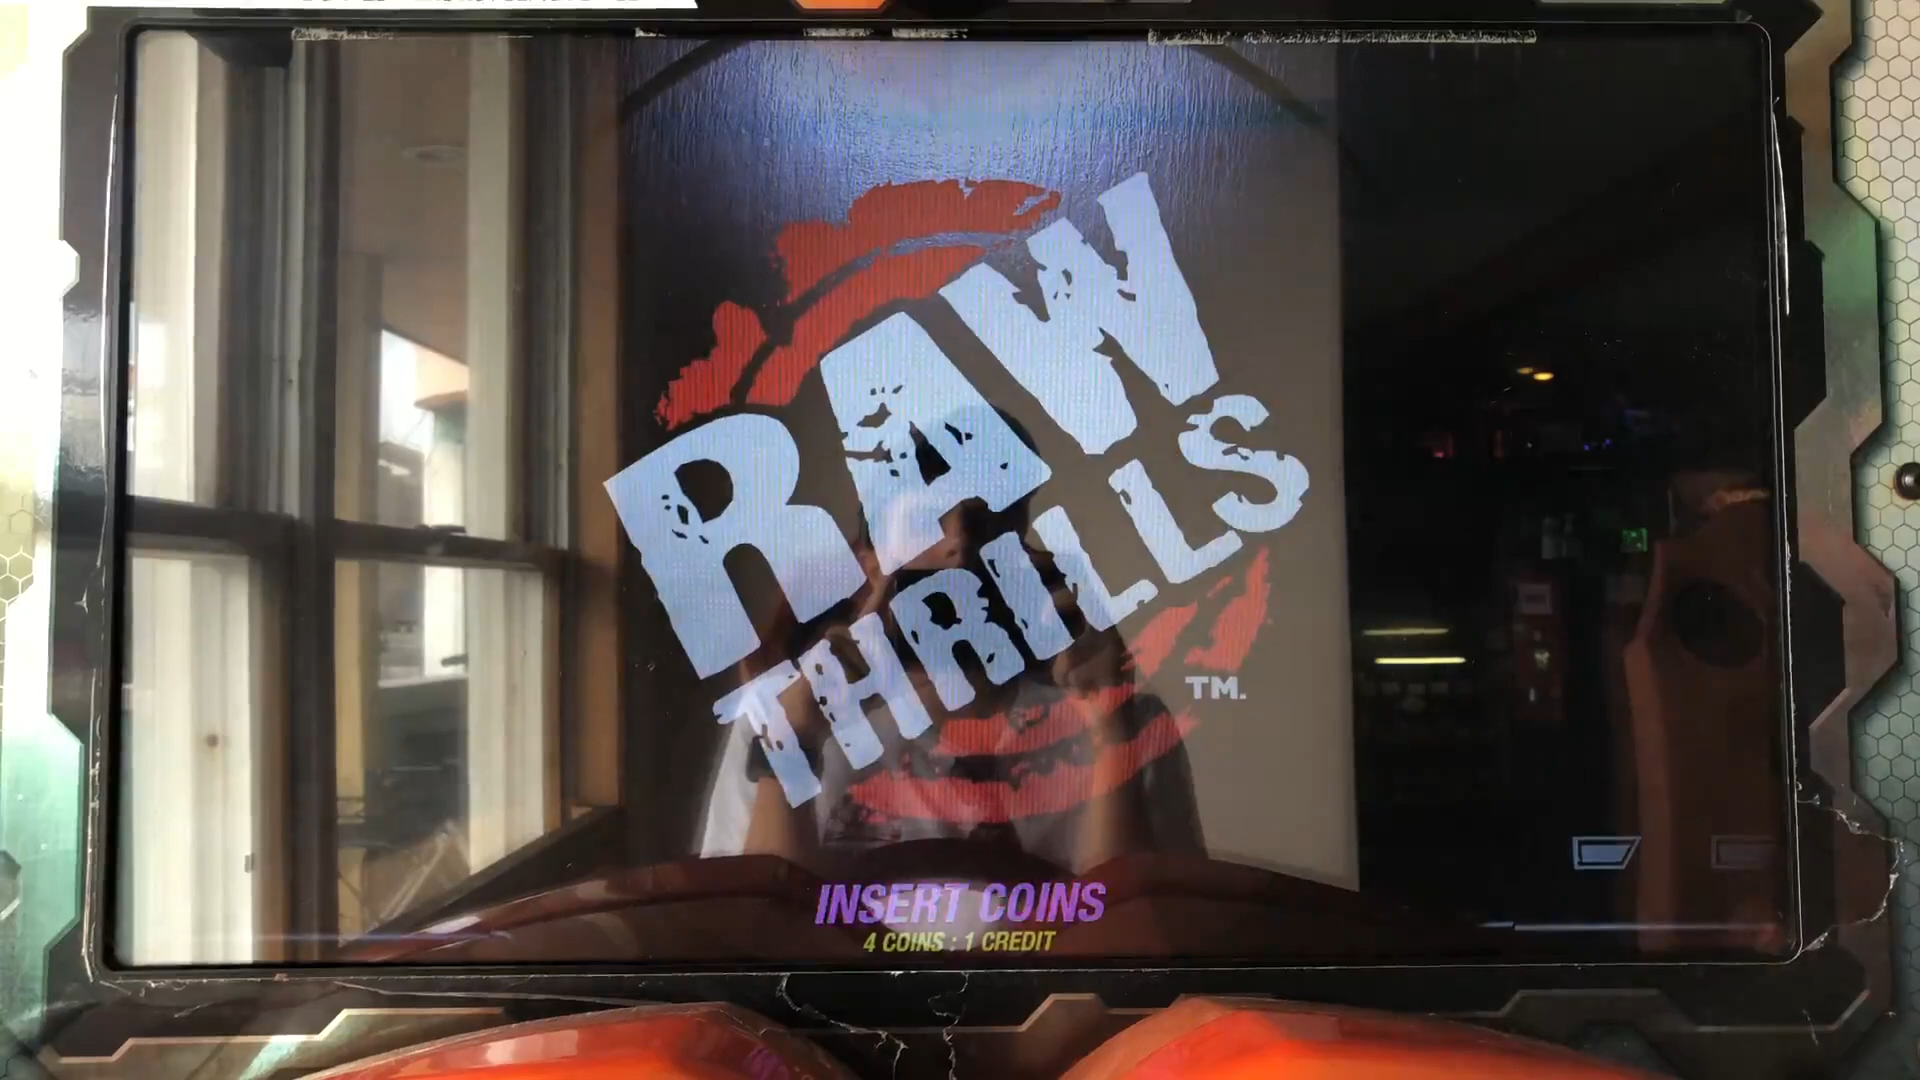 RAW
THRILLS
TM.
INSERT COINS
4 COINS : 1 CREDIT